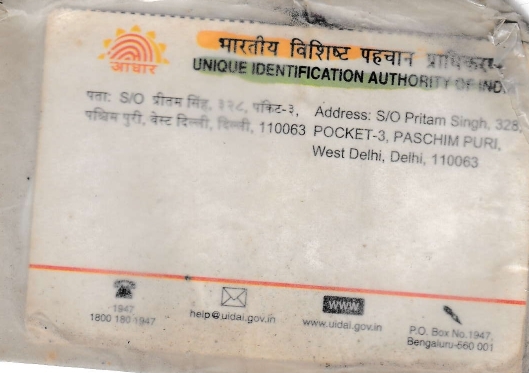 आधार
भारतीय विशिष्ट पहचान प्राधिकरण
UNIQUE IDENTIFICATION AUTHORITY OF INDIA
पता: S/O प्रीतम सिंह, ३२८, पॉकेट-३,
पश्चिम पुरी, वेस्ट दिल्ली, दिल्ली, 110063
Address: S/O Pritam Singh, 328,
POCKET-3, PASCHIM PURI,
West Delhi, Delhi, 110063
1947
1800 180 1947
help@uidai.gov.in
WWW
www.uidai.gov.in
P.O. Box No.1947,
Bengaluru-560 001